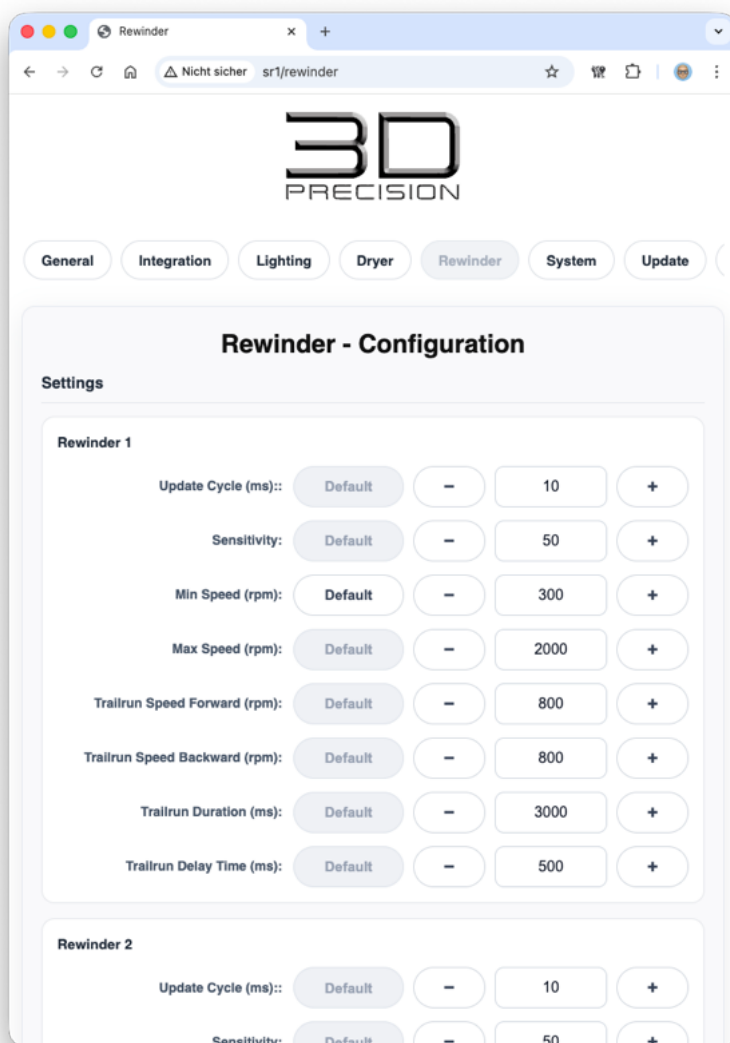 Rewinder
Nicht sicher sr1/rewinder
3D
PRECISION
General Integration Lighting Dryer Rewinder System Update
Rewinder - Configuration
Settings
Rewinder 1
Update Cycle (ms):: Default − 10 +
Sensitivity: Default − 50 +
Min Speed (rpm): Default − 300 +
Max Speed (rpm): Default − 2000 +
Trailrun Speed Forward (rpm): Default − 800 +
Trailrun Speed Backward (rpm): Default − 800 +
Trailrun Duration (ms): Default − 3000 +
Trailrun Delay Time (ms): Default − 500 +
Rewinder 2
Update Cycle (ms):: Default − 10 +
Sensitivity: Default − 50 +